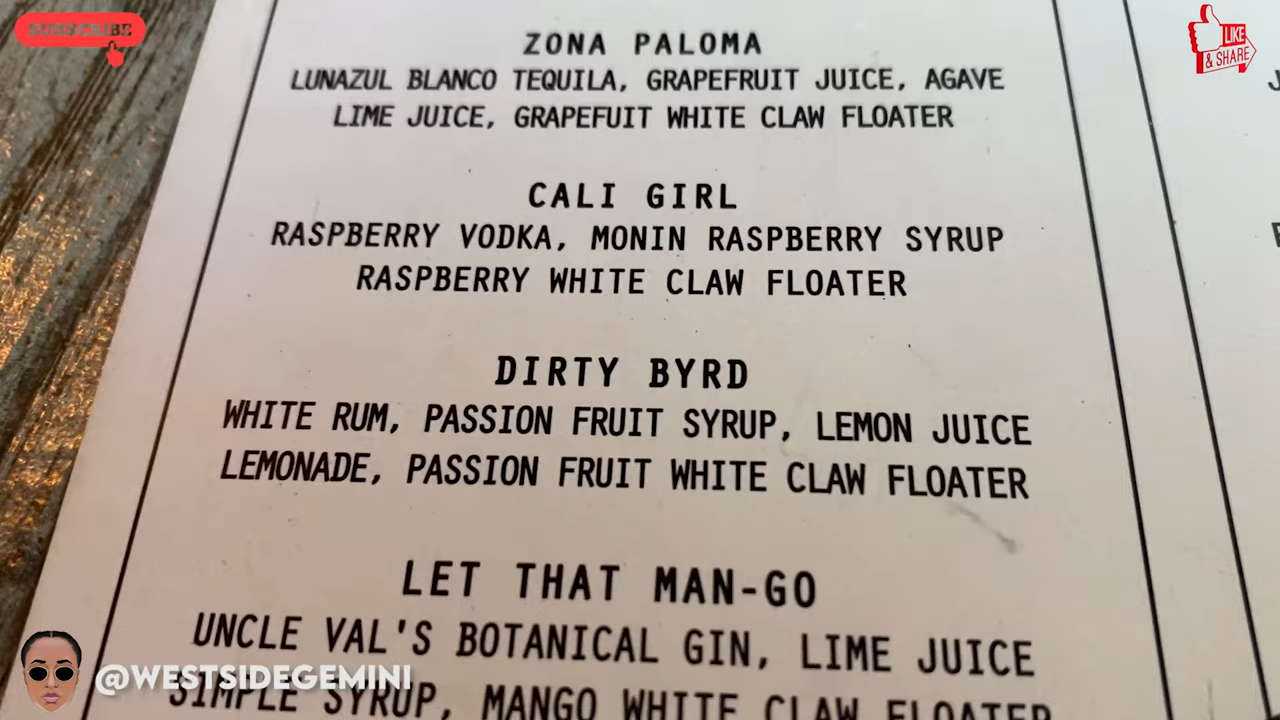 SUBSCRIBE
LIKE
& SHARE
ZONA PALOMA
LUNAZUL BLANCO TEQUILA, GRAPEFRUIT JUICE, AGAVE
LIME JUICE, GRAPEFUIT WHITE CLAW FLOATER
CALI GIRL
RASPBERRY VODKA, MONIN RASPBERRY SYRUP
RASPBERRY WHITE CLAW FLOATER
DIRTY BYRD
WHITE RUM, PASSION FRUIT SYRUP, LEMON JUICE
LEMONADE, PASSION FRUIT WHITE CLAW FLOATER
LET THAT MAN-GO
UNCLE VAL'S BOTANICAL GIN, LIME JUICE
SIMPLE SYRUP, MANGO WHITE CLAW FLOATER
@WESTSIDEGEMINI